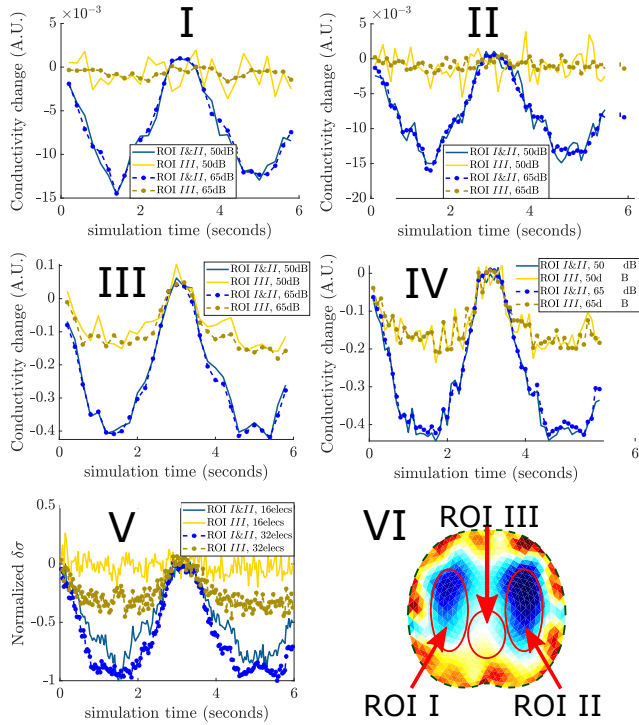 I
×10⁻³
Conductivity change (A.U.)
0
−5
−10
−15
0
2
4
6
simulation time (seconds)
ROI I&II, 50dB
ROI III, 50dB
ROI I&II, 65dB
ROI III, 65dB
II
×10⁻³
Conductivity change (A.U.)
5
0
−5
−10
−15
−20
0
2
4
6
simulation time (seconds)
ROI I&II, 50dB
ROI III, 50dB
ROI I&II, 65dB
ROI III, 65dB
III
Conductivity change (A.U.)
0.1
0
−0.1
−0.2
−0.3
−0.4
0
2
4
6
simulation time (seconds)
ROI I&II, 50dB
ROI III, 50dB
ROI I&II, 65dB
ROI III, 65dB
IV
Conductivity change (A.U.)
0
−0.1
−0.2
−0.3
−0.4
0
2
4
6
simulation time (seconds)
ROI I&II, 50 dB
ROI III, 50d B
ROI I&II, 65 dB
ROI III, 65d B
V
Normalized δσ
0.5
0
−0.5
−1
0
2
4
6
simulation time (seconds)
ROI I&II, 16elecs
ROI III, 16elecs
ROI I&II, 32elecs
ROI III, 32elecs
VI
ROI III
ROI I
ROI II